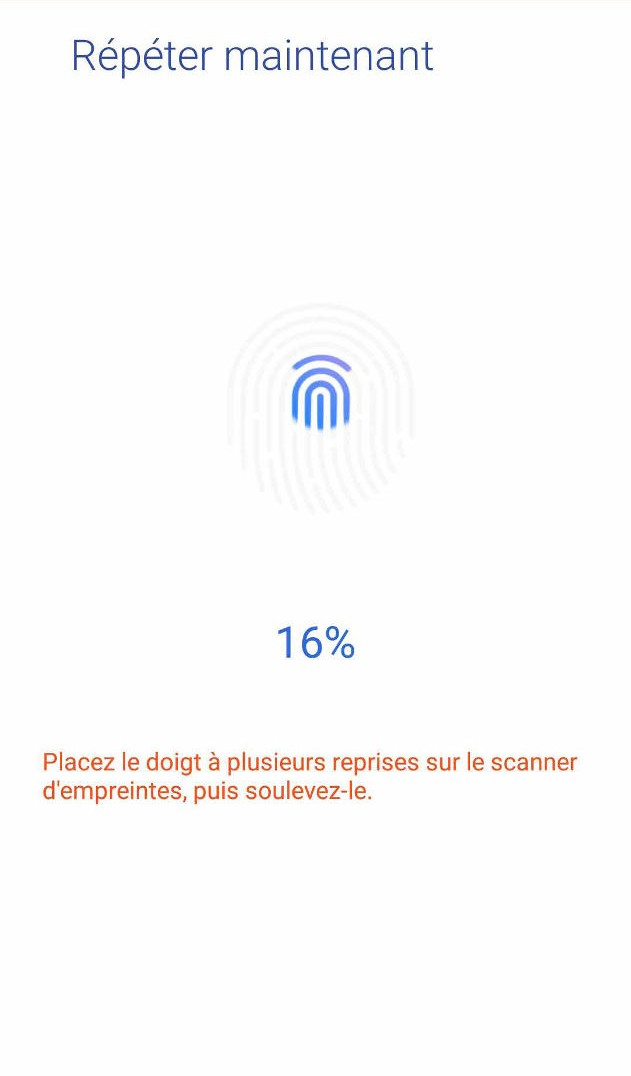 Répéter maintenant
16%
Placez le doigt à plusieurs reprises sur le scanner
d'empreintes, puis soulevez-le.